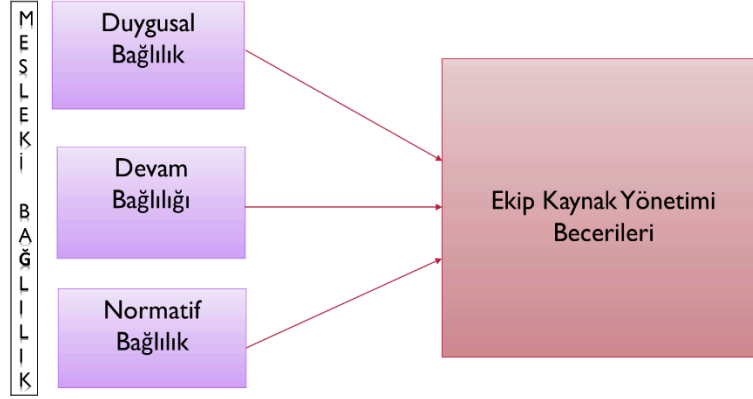 MESLEKİ BAĞLILIK
Duygusal
Bağlılık
Devam
Bağlılığı
Normatif
Bağlılık
Ekip Kaynak Yönetimi
Becerileri